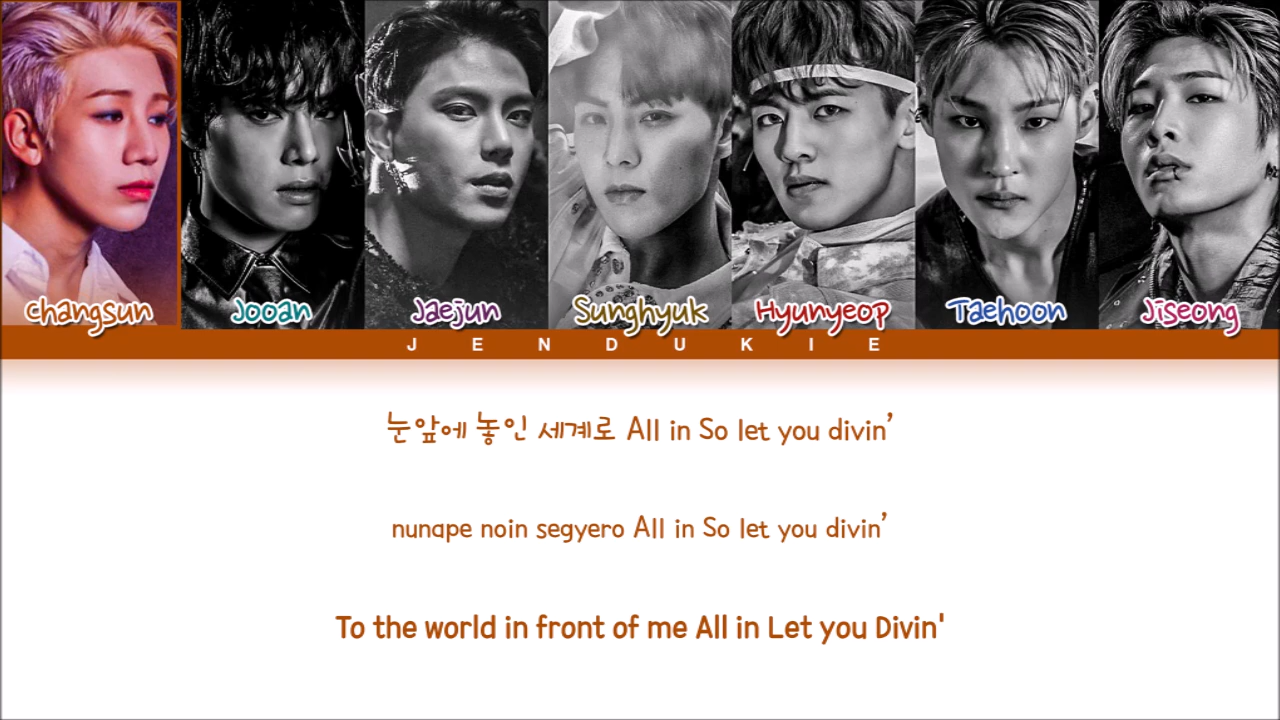 changsun Jooan Jaejun Sunghyuk Hyunyeop Taehoon Jiseong
JENDUKIE
눈앞에 놓인 세계로 All in So let you divin’
nunape noin segyero All in So let you divin’
To the world in front of me All in Let you Divin'